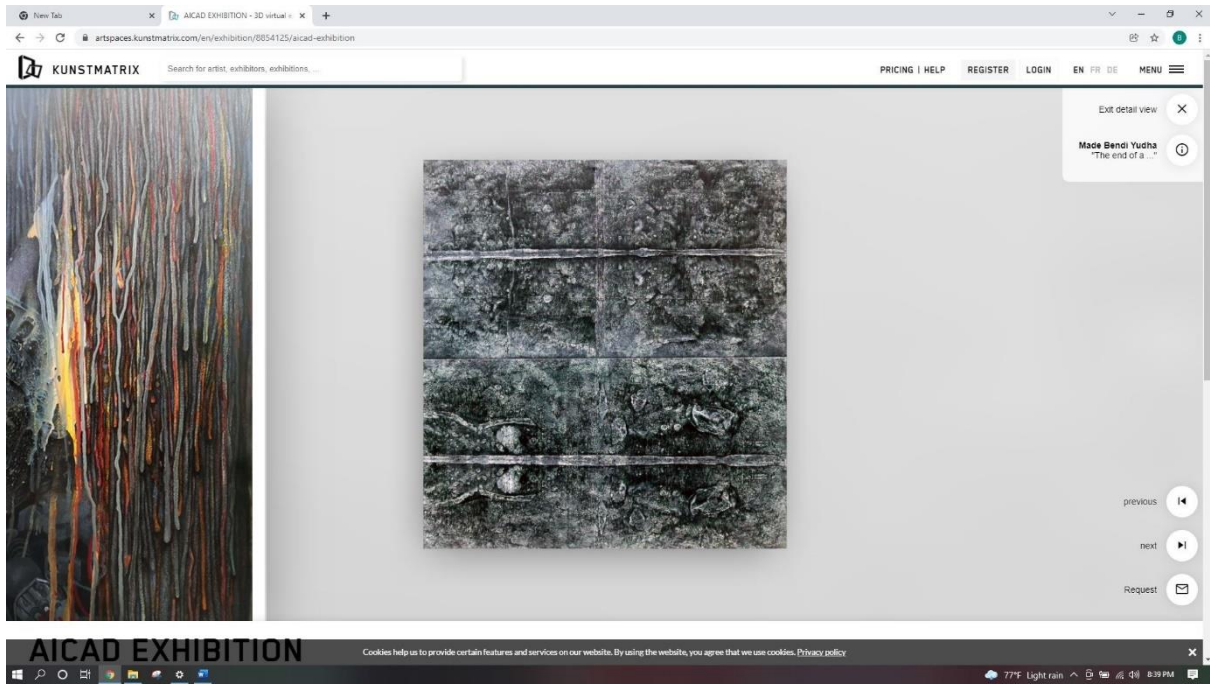 New Tab
AICAD EXHIBITION - 3D virtual e
artspaces.kunstmatrix.com/en/exhibition/8854125/aicad-exhibition
B
KUNSTMATRIX
Search for artist, exhibitors, exhibitions, ...
PRICING | HELP
REGISTER
LOGIN
EN FR DE
MENU
Exit detail view
Made Bendi Yudha
"The end of a ..."
previous
next
Request
AICAD EXHIBITION
Cookies help us to provide certain features and services on our website. By using the website, you agree that we use cookies. Privacy policy
77°F Light rain
8:39 PM